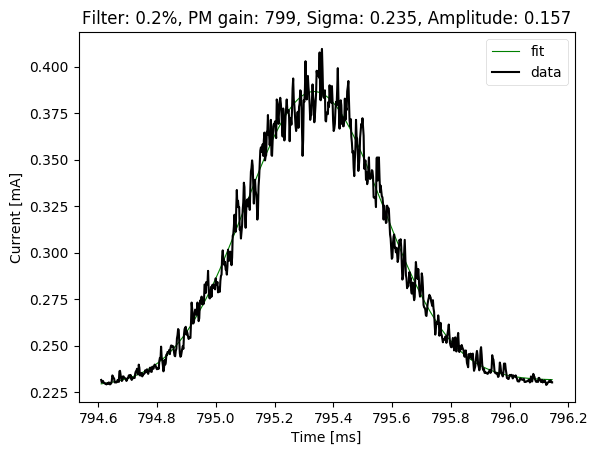 Filter: 0.2%, PM gain: 799, Sigma: 0.235, Amplitude: 0.157
fit
data
0.400
0.375
0.350
0.325
0.300
0.275
0.250
0.225
Current [mA]
794.6 794.8 795.0 795.2 795.4 795.6 795.8 796.0 796.2
Time [ms]